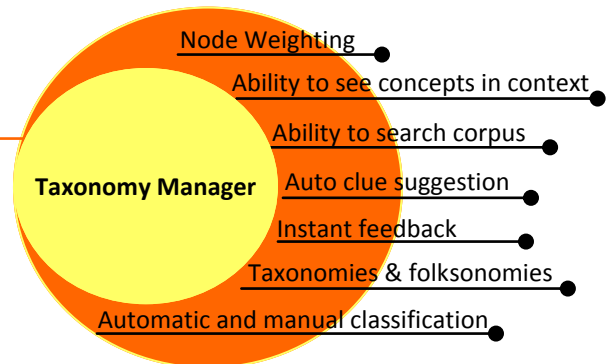 Node Weighting
Ability to see concepts in context
Ability to search corpus
Taxonomy Manager
Auto clue suggestion
Instant feedback
Taxonomies & folksonomies
Automatic and manual classification